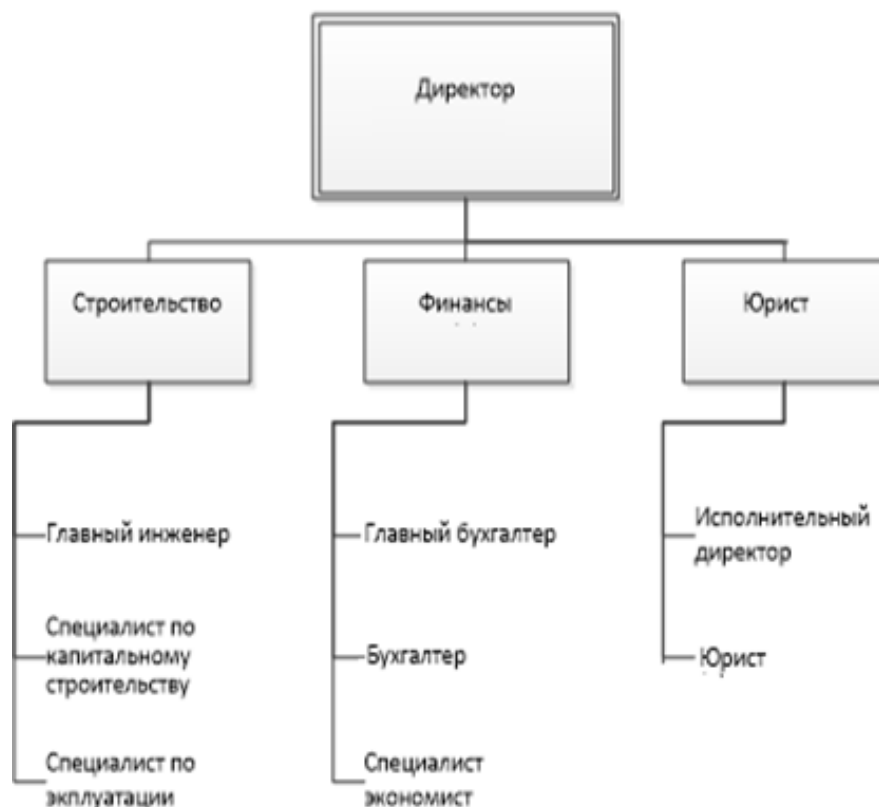 Директор
Строительство
Финансы
Юрист
Главный инженер
Специалист по
капитальному
строительству
Специалист по
экплуатации
Главный бухгалтер
Бухгалтер
Специалист
экономист
Исполнительный
директор
Юрист